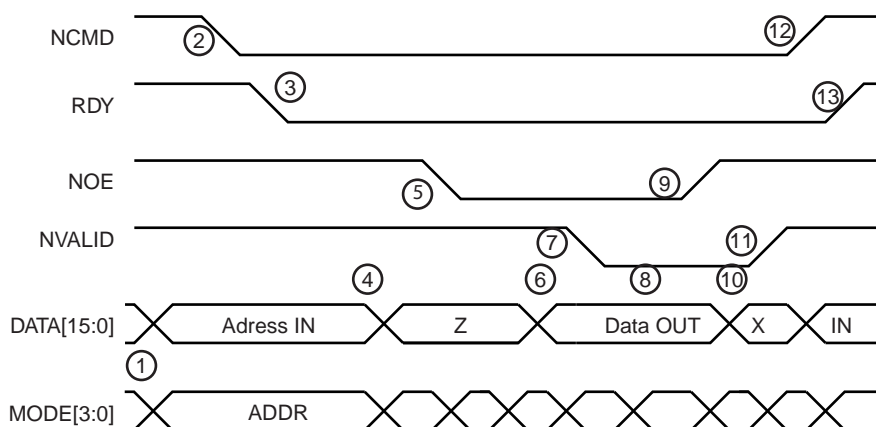 NCMD
2
12
RDY
3
13
NOE
5
9
NVALID
7
11
4
6
8
10
DATA[15:0]
Adress IN
Z
Data OUT
X
IN
1
MODE[3:0]
ADDR